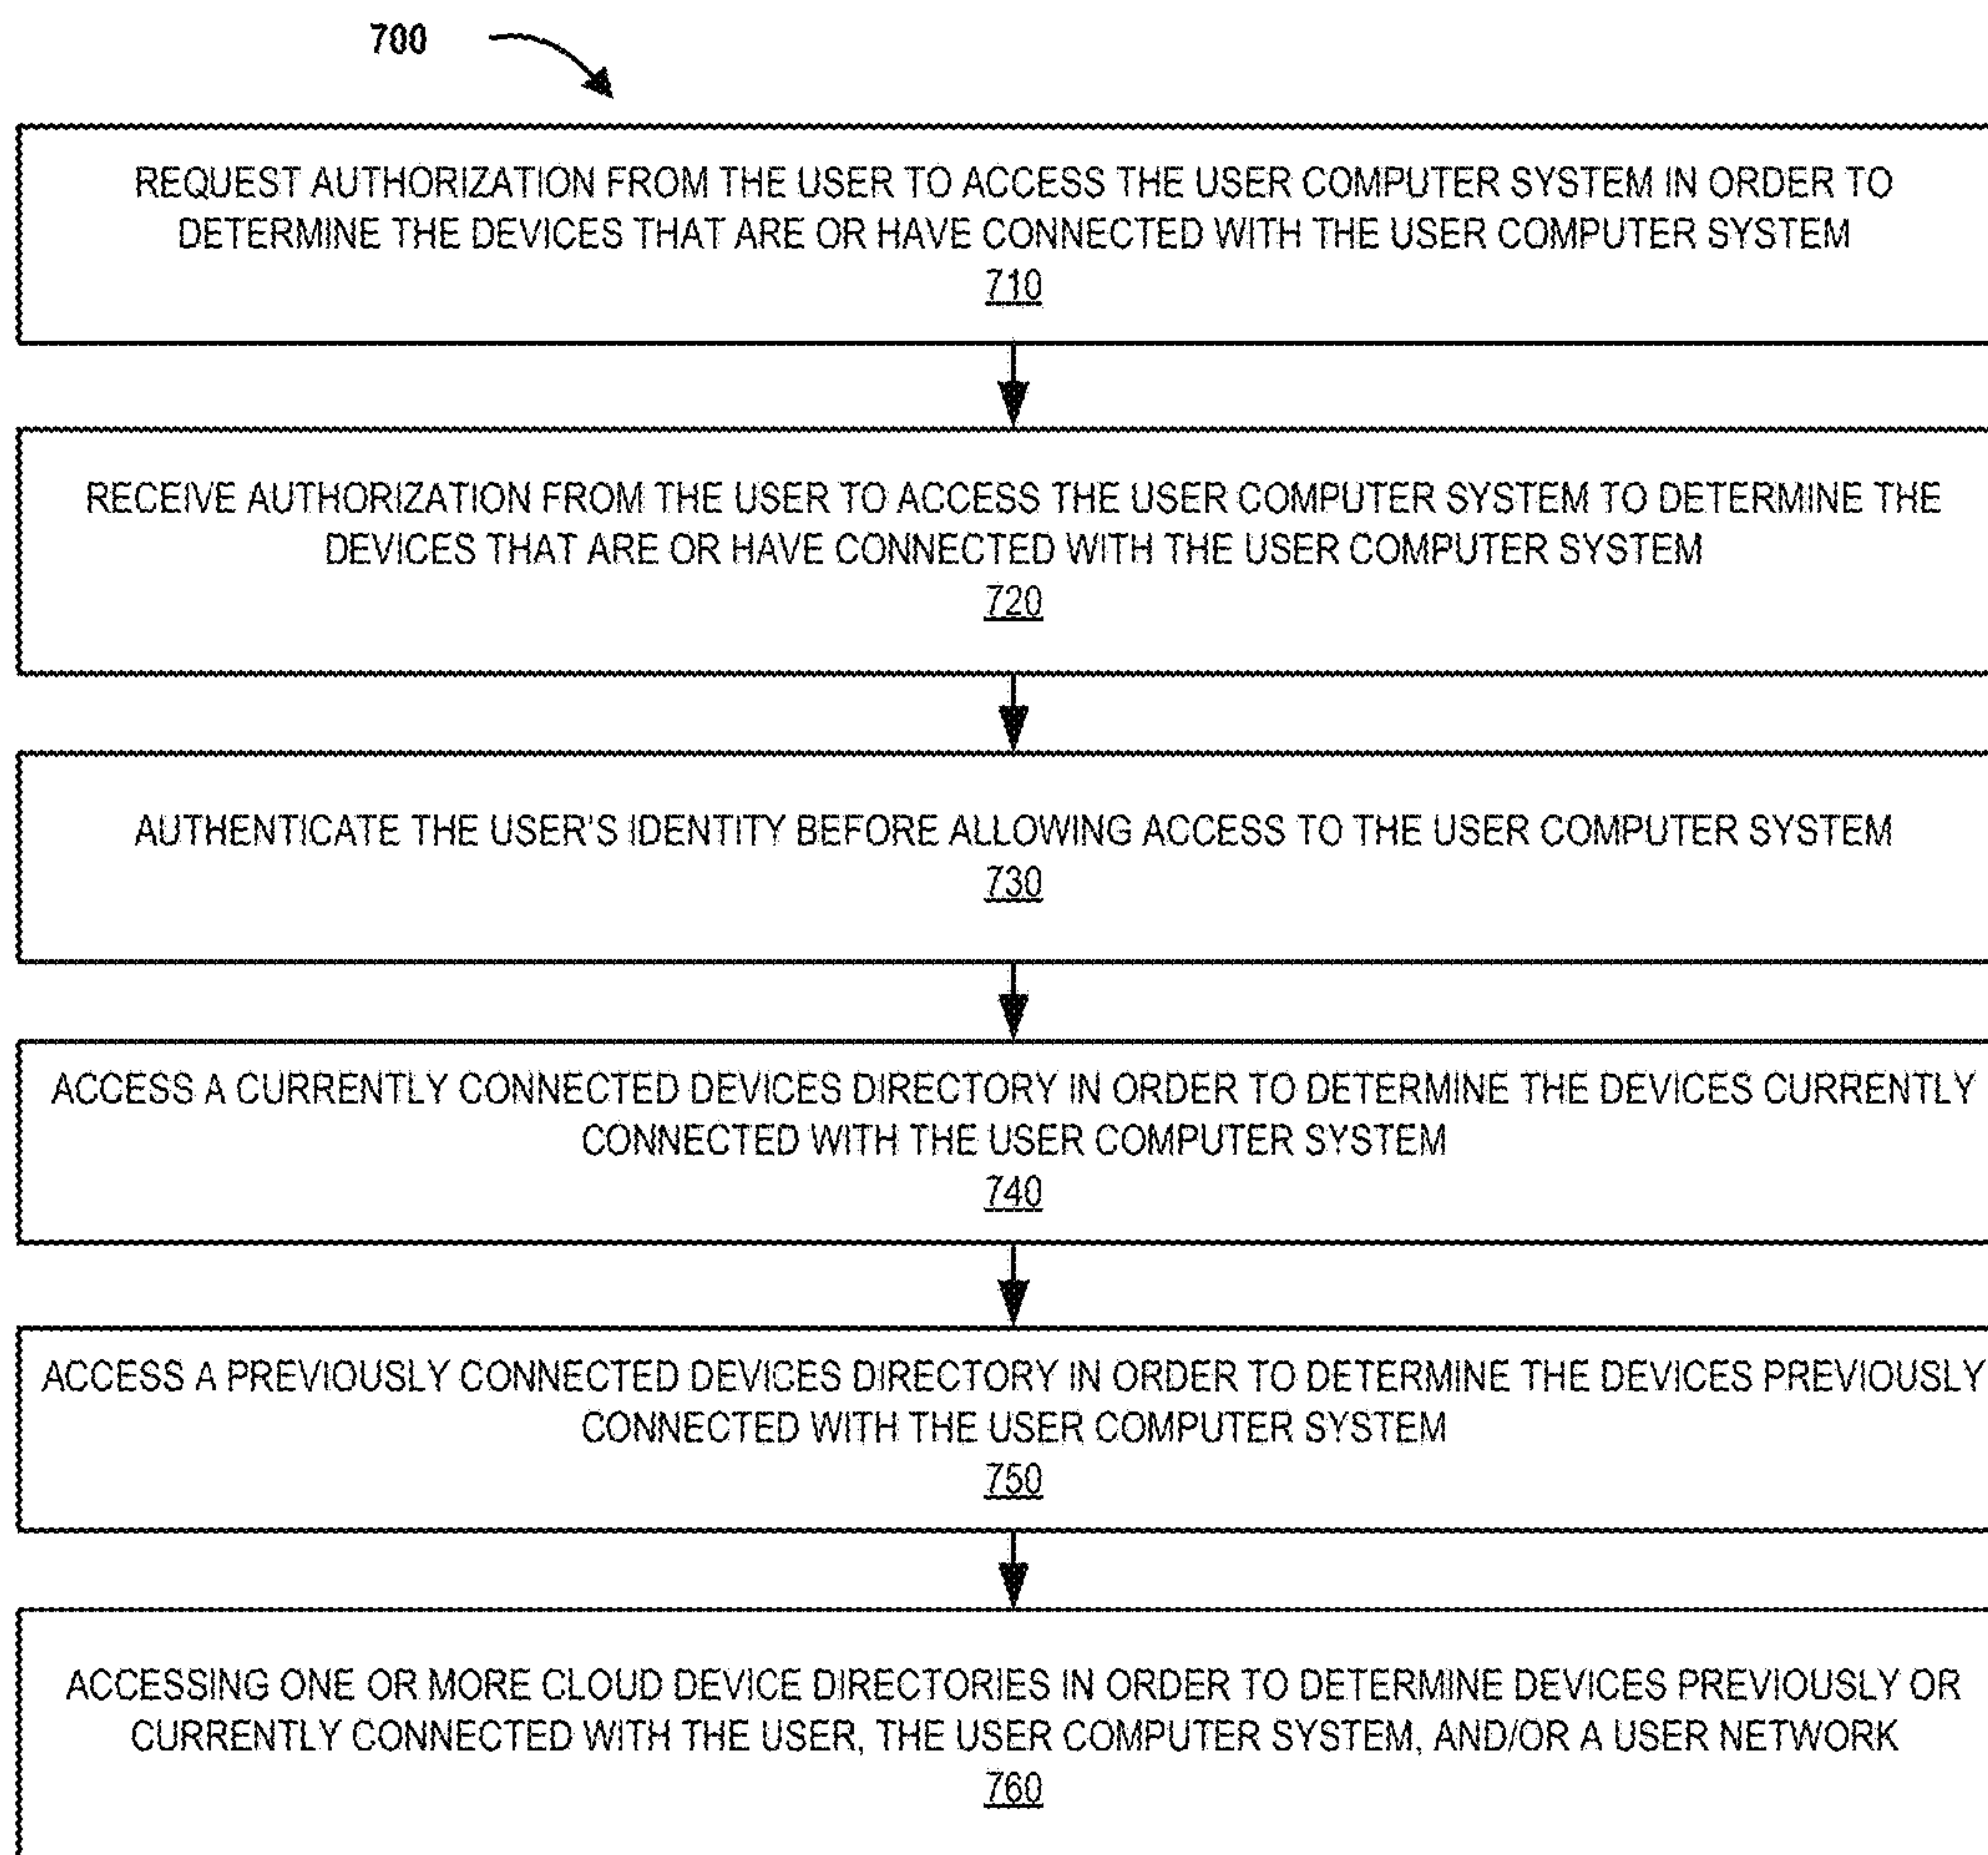 700
REQUEST AUTHORIZATION FROM THE USER TO ACCESS THE USER COMPUTER SYSTEM IN ORDER TO
DETERMINE THE DEVICES THAT ARE OR HAVE CONNECTED WITH THE USER COMPUTER SYSTEM
710
RECEIVE AUTHORIZATION FROM THE USER TO ACCESS THE USER COMPUTER SYSTEM TO DETERMINE THE
DEVICES THAT ARE OR HAVE CONNECTED WITH THE USER COMPUTER SYSTEM
720
AUTHENTICATE THE USER'S IDENTITY BEFORE ALLOWING ACCESS TO THE USER COMPUTER SYSTEM
730
ACCESS A CURRENTLY CONNECTED DEVICES DIRECTORY IN ORDER TO DETERMINE THE DEVICES CURRENTLY
CONNECTED WITH THE USER COMPUTER SYSTEM
740
ACCESS A PREVIOUSLY CONNECTED DEVICES DIRECTORY IN ORDER TO DETERMINE THE DEVICES PREVIOUSLY
CONNECTED WITH THE USER COMPUTER SYSTEM
750
ACCESSING ONE OR MORE CLOUD DEVICE DIRECTORIES IN ORDER TO DETERMINE DEVICES PREVIOUSLY OR
CURRENTLY CONNECTED WITH THE USER, THE USER COMPUTER SYSTEM, AND/OR A USER NETWORK
760